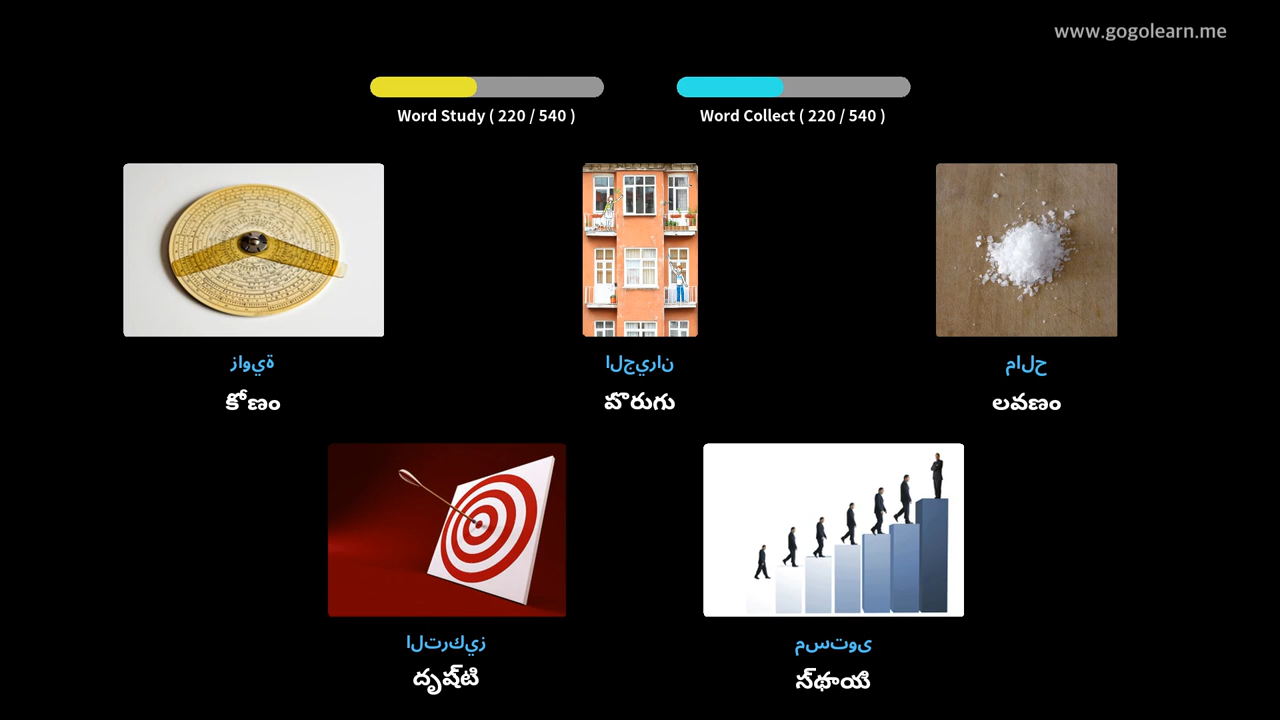 www.gogolearn.me
Word Study ( 220 / 540 )
Word Collect ( 220 / 540 )
زاوية
الجيران
مالح
కోణం
పొరుగు
లవణం
التركيز
مستوى
దృష్టి
స్థాయి